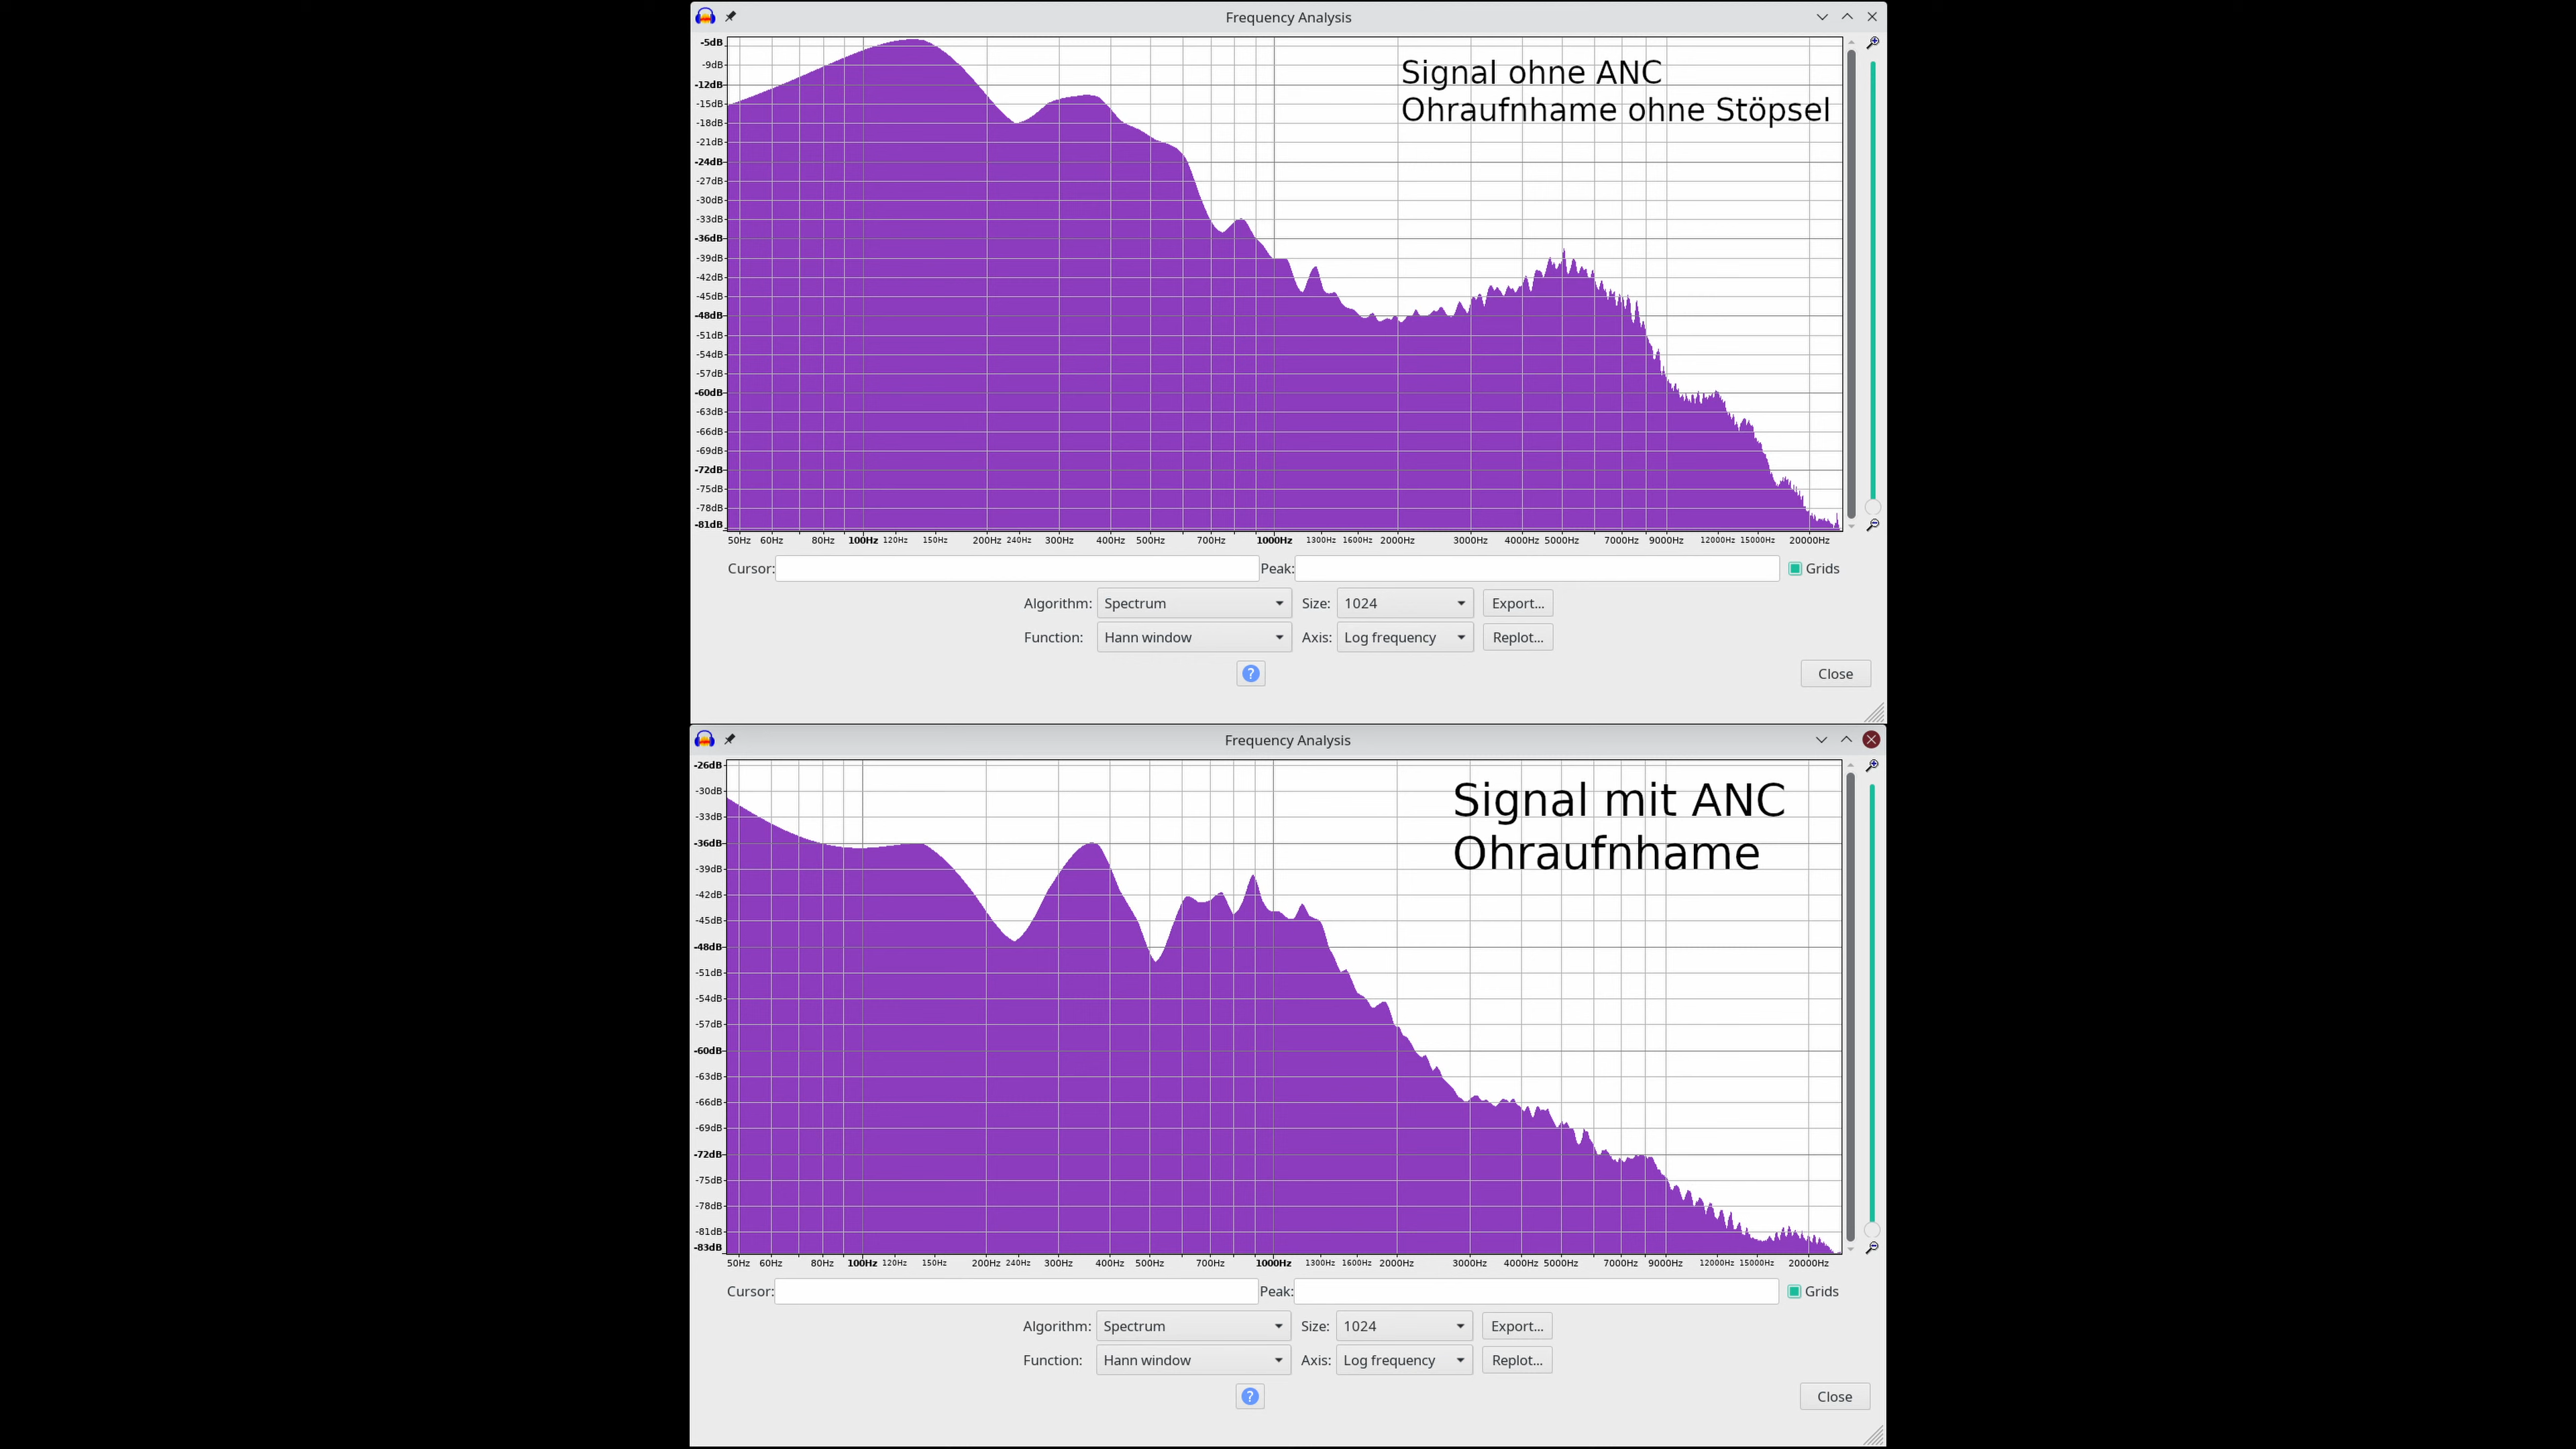 Frequency Analysis
-5dB
-9dB
-12dB
-15dB
-18dB
-21dB
-24dB
-27dB
-30dB
-33dB
-36dB
-39dB
-42dB
-45dB
-48dB
-51dB
-54dB
-57dB
-60dB
-63dB
-66dB
-69dB
-72dB
-75dB
-78dB
-81dB
Signal ohne ANC
Ohraufnhame ohne Stöpsel
50Hz 60Hz 80Hz 100Hz 120Hz 150Hz 200Hz 240Hz 300Hz 400Hz 500Hz 700Hz 1000Hz 1300Hz 1600Hz 2000Hz 3000Hz 4000Hz 5000Hz 7000Hz 9000Hz 12000Hz 15000Hz 20000Hz
Cursor: Peak: Grids
Algorithm: Spectrum Size: 1024 Export...
Function: Hann window Axis: Log frequency Replot...
? Close
Frequency Analysis
-26dB
-30dB
-33dB
-36dB
-39dB
-42dB
-45dB
-48dB
-51dB
-54dB
-57dB
-60dB
-63dB
-66dB
-69dB
-72dB
-75dB
-78dB
-81dB
-83dB
Signal mit ANC
Ohraufnhame
50Hz 60Hz 80Hz 100Hz 120Hz 150Hz 200Hz 240Hz 300Hz 400Hz 500Hz 700Hz 1000Hz 1300Hz 1600Hz 2000Hz 3000Hz 4000Hz 5000Hz 7000Hz 9000Hz 12000Hz 15000Hz 20000Hz
Cursor: Peak: Grids
Algorithm: Spectrum Size: 1024 Export...
Function: Hann window Axis: Log frequency Replot...
? Close